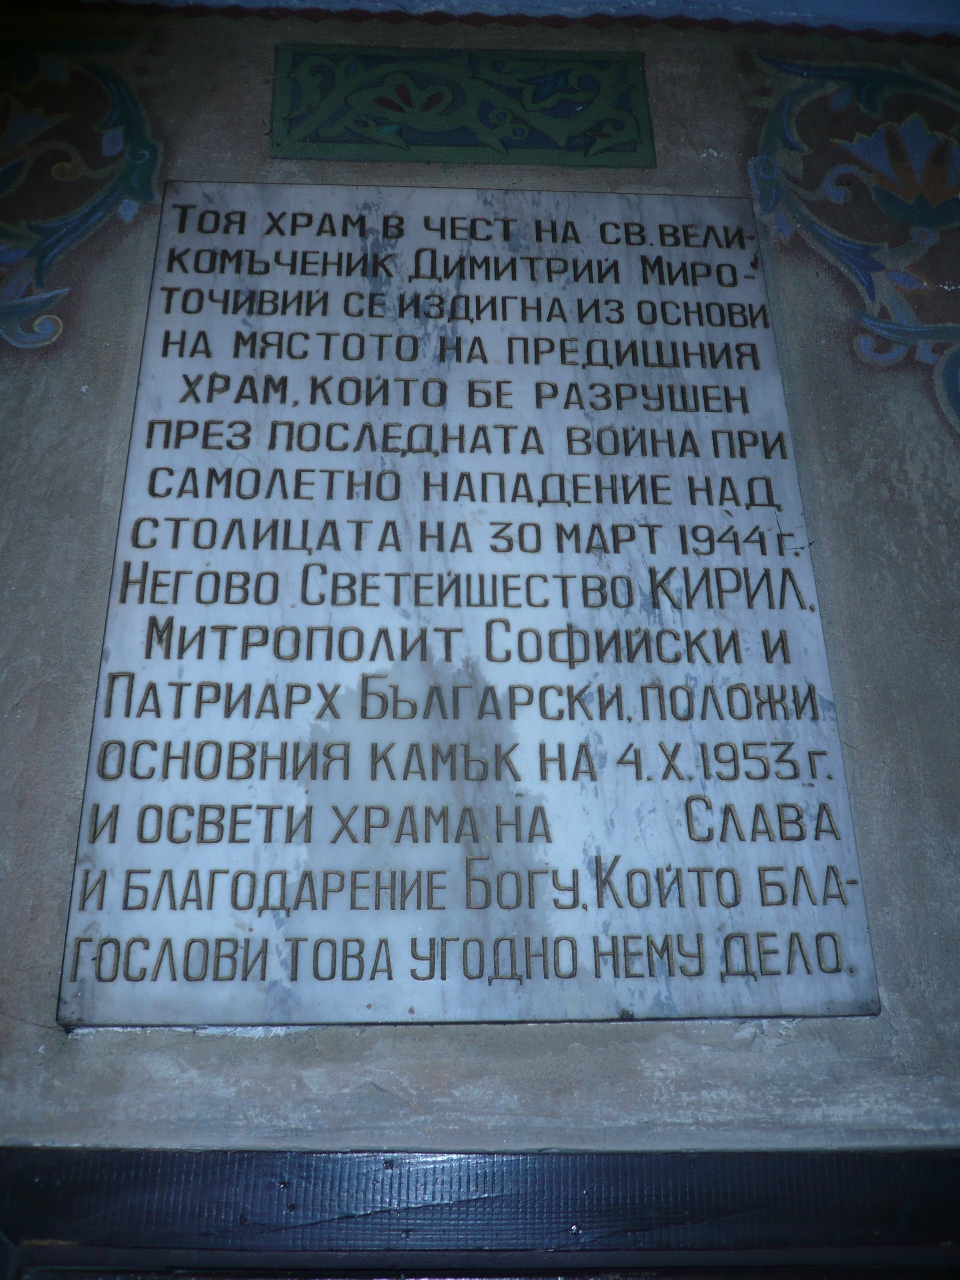 Тоя храм в чест на св. вели-
комъченик Димитрий Миро-
точивий се издигна из основи
на мястото на предишния
храм, който бе разрушен
през последната война при
самолетно нападение над
столицата на 30 март 1944 г.
Негово Светейшество КИРИЛ,
Митрополит Софийски и
Патриарх Български, положи
основния камък на 4.X.1953 г.
и освети храма на Слава
и благодарение Богу, Който бла-
гослови това угодно нему дело.